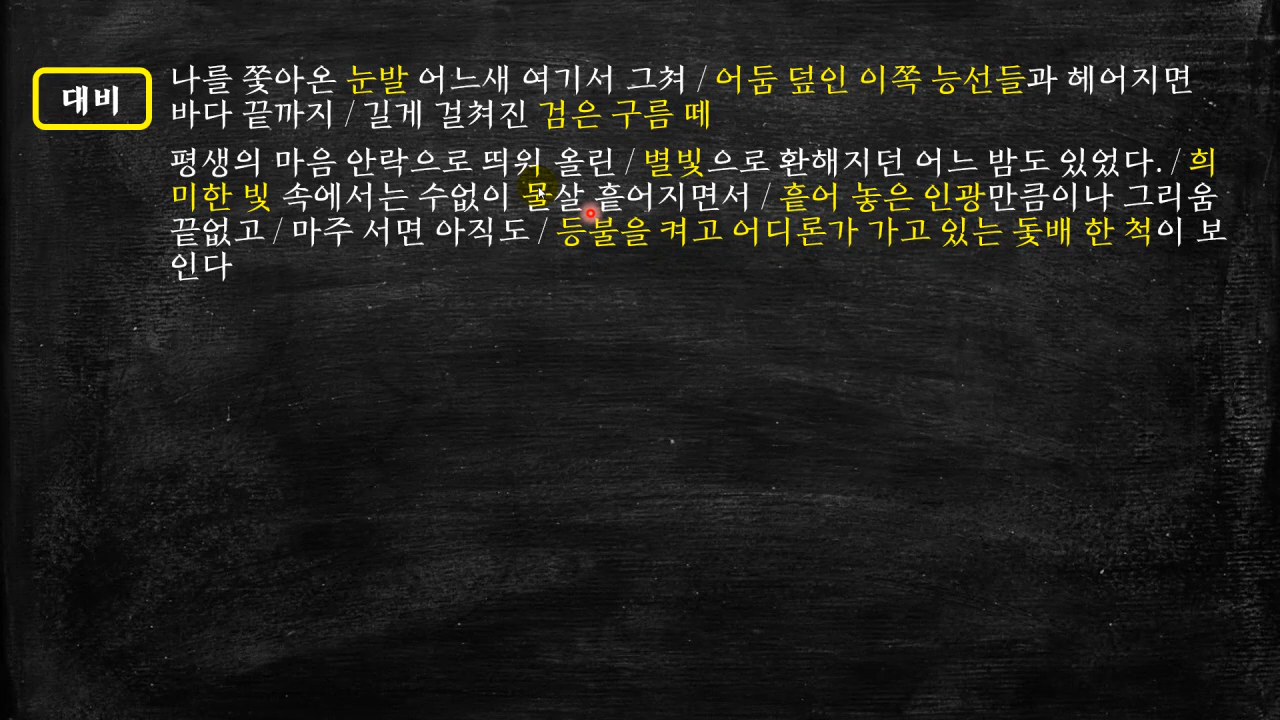 대비
나를 쫓아온 눈발 어느새 여기서 그쳐 / 어둠 덮인 이쪽 능선들과 헤어지면
바다 끝까지 / 길게 걸쳐진 검은 구름 떼
평생의 마음 안락으로 띄워 올린 / 별빛으로 환해지던 어느 밤도 있었다. / 희
미한 빛 속에서는 수없이 물살 흩어지면서 / 흩어 놓은 인광만큼이나 그리움
끝없고 / 마주 서면 아직도 / 등불을 켜고 어디론가 가고 있는 돛배 한 척이 보
인다